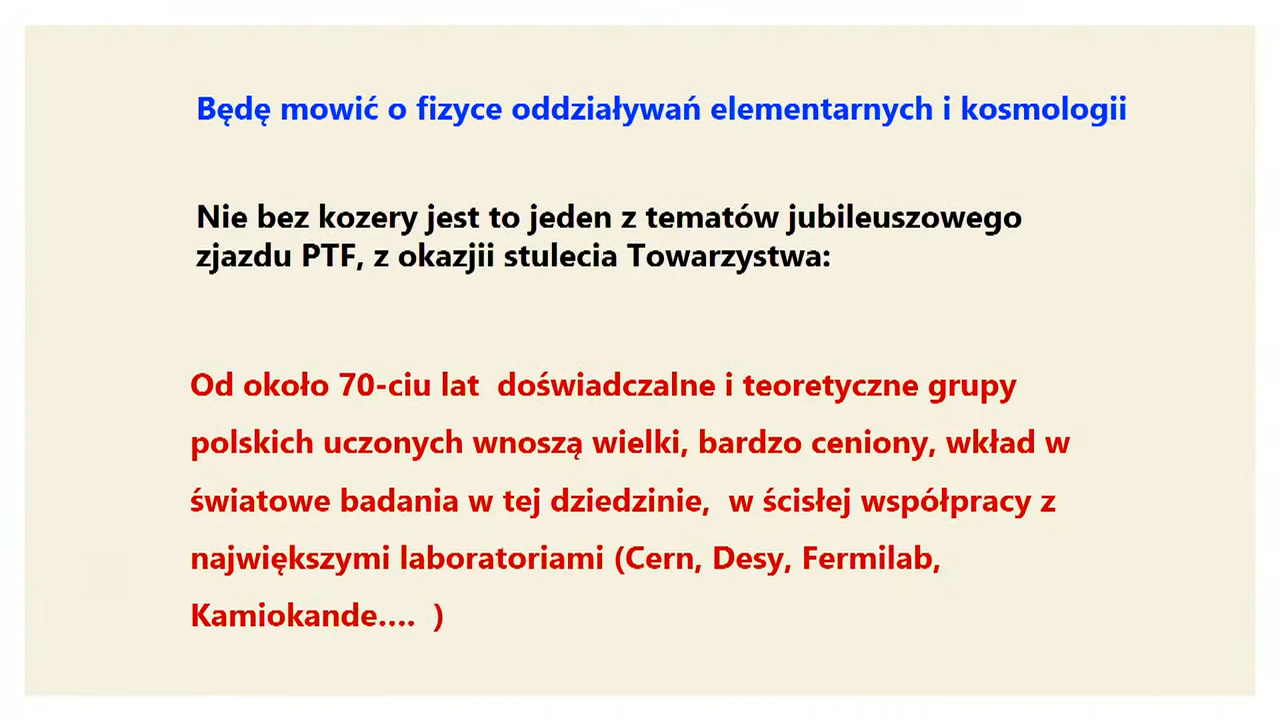 Będę mowić o fizyce oddziaływań elementarnych i kosmologii
Nie bez kozery jest to jeden z tematów jubileuszowego
zjazdu PTF, z okazjii stulecia Towarzystwa:
Od około 70-ciu lat  doświadczalne i teoretyczne grupy
polskich uczonych wnoszą wielki, bardzo ceniony, wkład w
światowe badania w tej dziedzinie,  w ścisłej współpracy z
największymi laboratoriami (Cern, Desy, Fermilab,
Kamiokande....  )